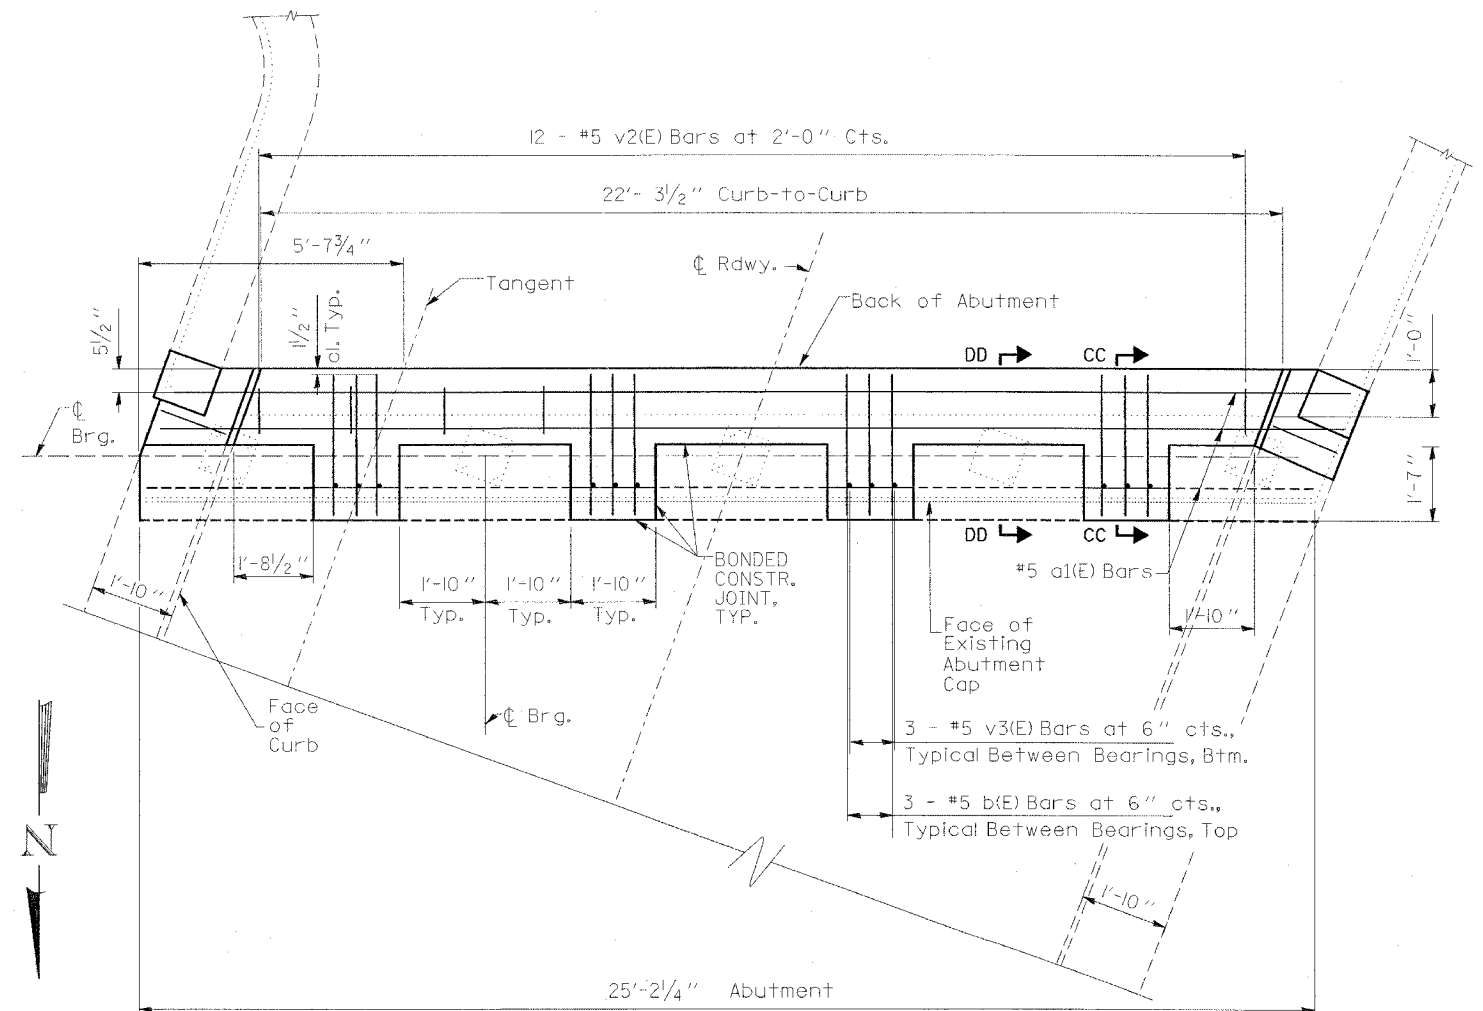 12 - #5 v2(E) Bars at 2'-0" Cts.
22'- 3½" Curb-to-Curb
5'-7¾"
℄ Rdwy.
Tangent
Back of Abutment
5½"
1½"
cl. Typ.
DD
CC
1'-0"
℄
Brg.
1'-7"
DD
CC
1'-8½"
1'-10"
1'-10"
Typ.
1'-10"
Typ.
1'-10"
Typ.
BONDED
CONSTR.
JOINT,
TYP.
#5 a1(E) Bars
1'-10"
Face of
Existing
Abutment
Cap
Face
of
Curb
℄ Brg.
3 - #5 v3(E) Bars at 6" cts.,
Typical Between Bearings, Btm.
3 - #5 b(E) Bars at 6" cts.,
Typical Between Bearings, Top
N
1'-10"
25'-2¼" Abutment